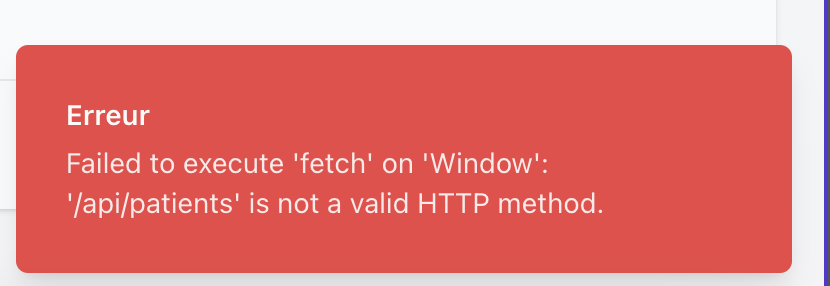 Erreur
Failed to execute 'fetch' on 'Window':
'/api/patients' is not a valid HTTP method.